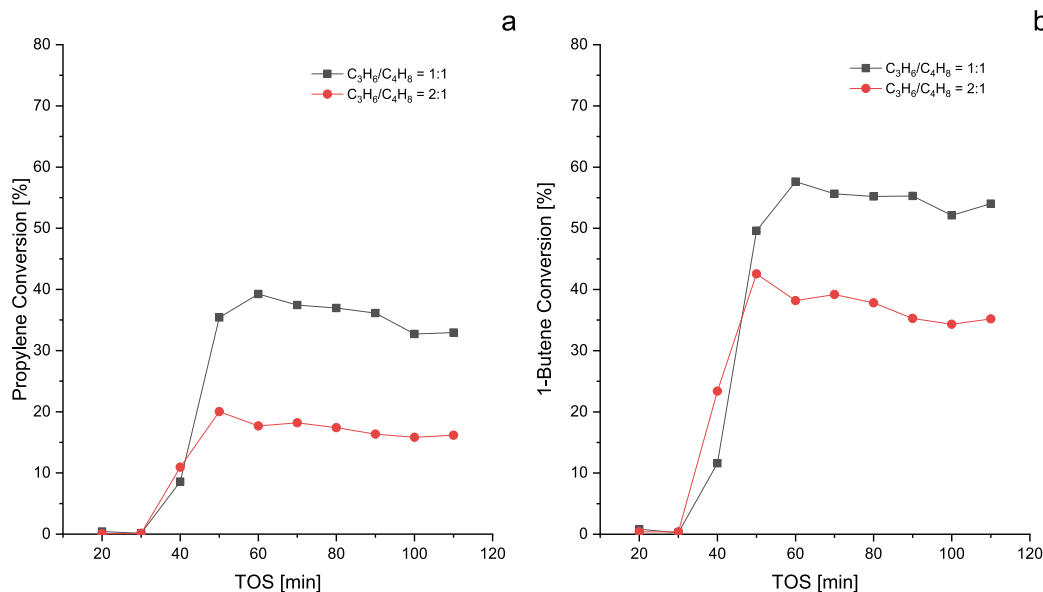 a
80
70
60
50
40
30
20
10
0
Propylene Conversion [%]
C₃H₆/C₄H₈ = 1:1
C₃H₆/C₄H₈ = 2:1
20 40 60 80 100 120
TOS [min]
b
80
70
60
50
40
30
20
10
0
1-Butene Conversion [%]
C₃H₆/C₄H₈ = 1:1
C₃H₆/C₄H₈ = 2:1
20 40 60 80 100 120
TOS [min]